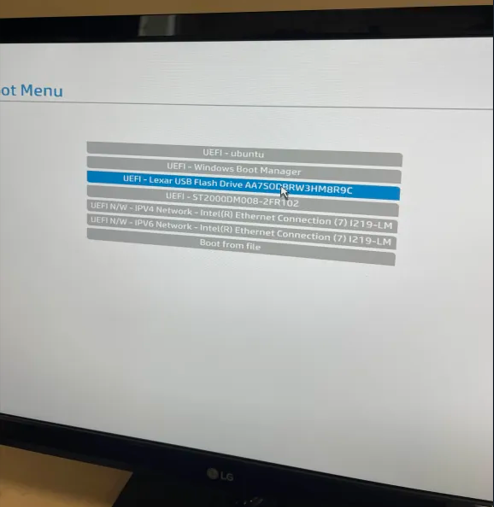 ot Menu
UEFI - ubuntu
UEFI - Windows Boot Manager
UEFI - Lexar USB Flash Drive AA7SODBRW3HM8R9C
UEFI - ST2000DM008-2FR102
UEFI N/W - IPV4 Network - Intel(R) Ethernet Connection (7) I219-LM
UEFI N/W - IPV6 Network - Intel(R) Ethernet Connection (7) I219-LM
Boot from file
LG